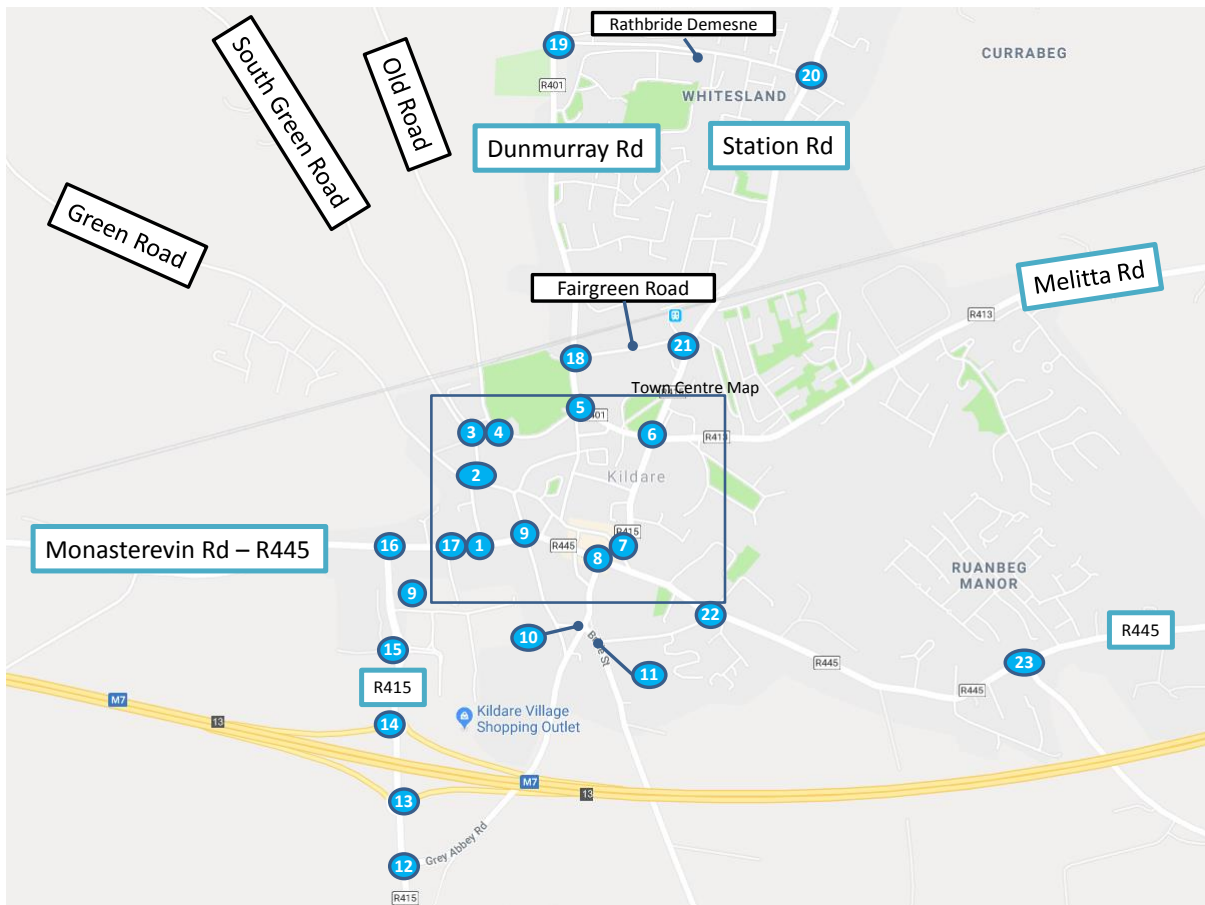 Rathbride Demesne
19
CURRABEG
20
R401
WHITESLAND
South Green Road
Old Road
Dunmurray Rd
Station Rd
Green Road
Melitta Rd
Fairgreen Road
R413
21
18
Town Centre Map
5
R401
6
R413
3
4
2
Kildare
Monasterevin Rd – R445
16
17
1
9
R445
R415
7
8
RUANBEG
MANOR
9
22
R445
10
11
15
R445
23
R445
R415
M7
13
14
Kildare Village
Shopping Outlet
M7
13
13
Grey Abbey Rd
12
R415